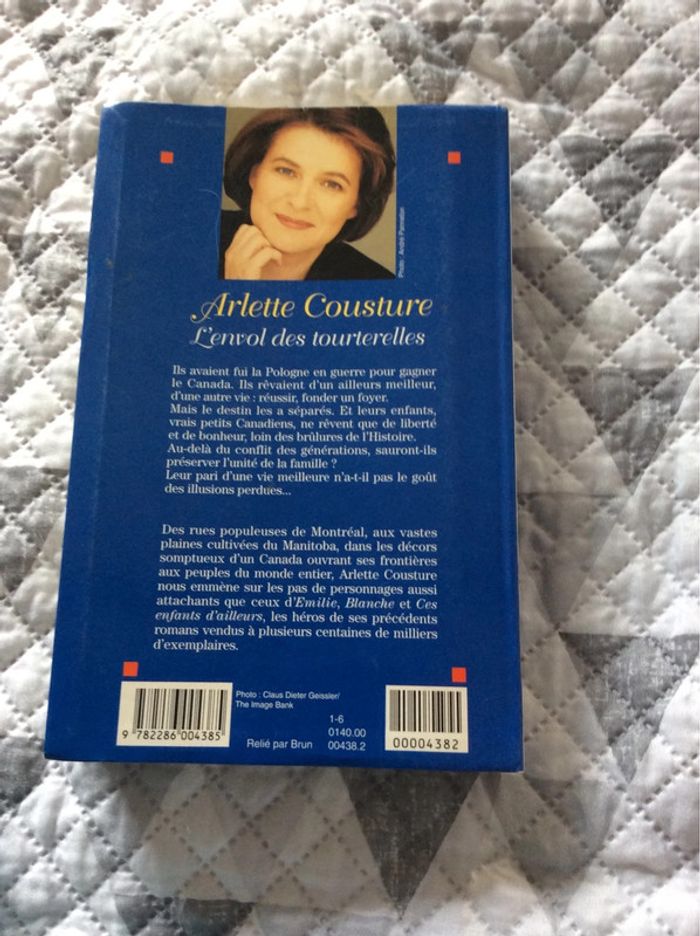 Photo : André Panneton
Arlette Cousture
L'envol des tourterelles
Ils avaient fui la Pologne en guerre pour gagner
le Canada. Ils rêvaient d'un ailleurs meilleur,
d'une autre vie : réussir, fonder un foyer.
Mais le destin les a séparés. Et leurs enfants,
vrais petits Canadiens, ne rêvent que de liberté
et de bonheur, loin des brûlures de l'Histoire.
Au-delà du conflit des générations, sauront-ils
préserver l'unité de la famille ?
Leur pari d'une vie meilleure n'a-t-il pas le goût
des illusions perdues...
Des rues populeuses de Montréal, aux vastes
plaines cultivées du Manitoba, dans les décors
somptueux d'un Canada ouvrant ses frontières
aux peuples du monde entier, Arlette Cousture
nous emmène sur les pas de personnages aussi
attachants que ceux d'Emilie, Blanche et Ces
enfants d'ailleurs, les héros de ses précédents
romans vendus à plusieurs centaines de milliers
d'exemplaires.
Photo : Claus Dieter Geissler/
The Image Bank
9 782286 004385
1-6
0140.00
Relié par Brun 00438.2
00004382